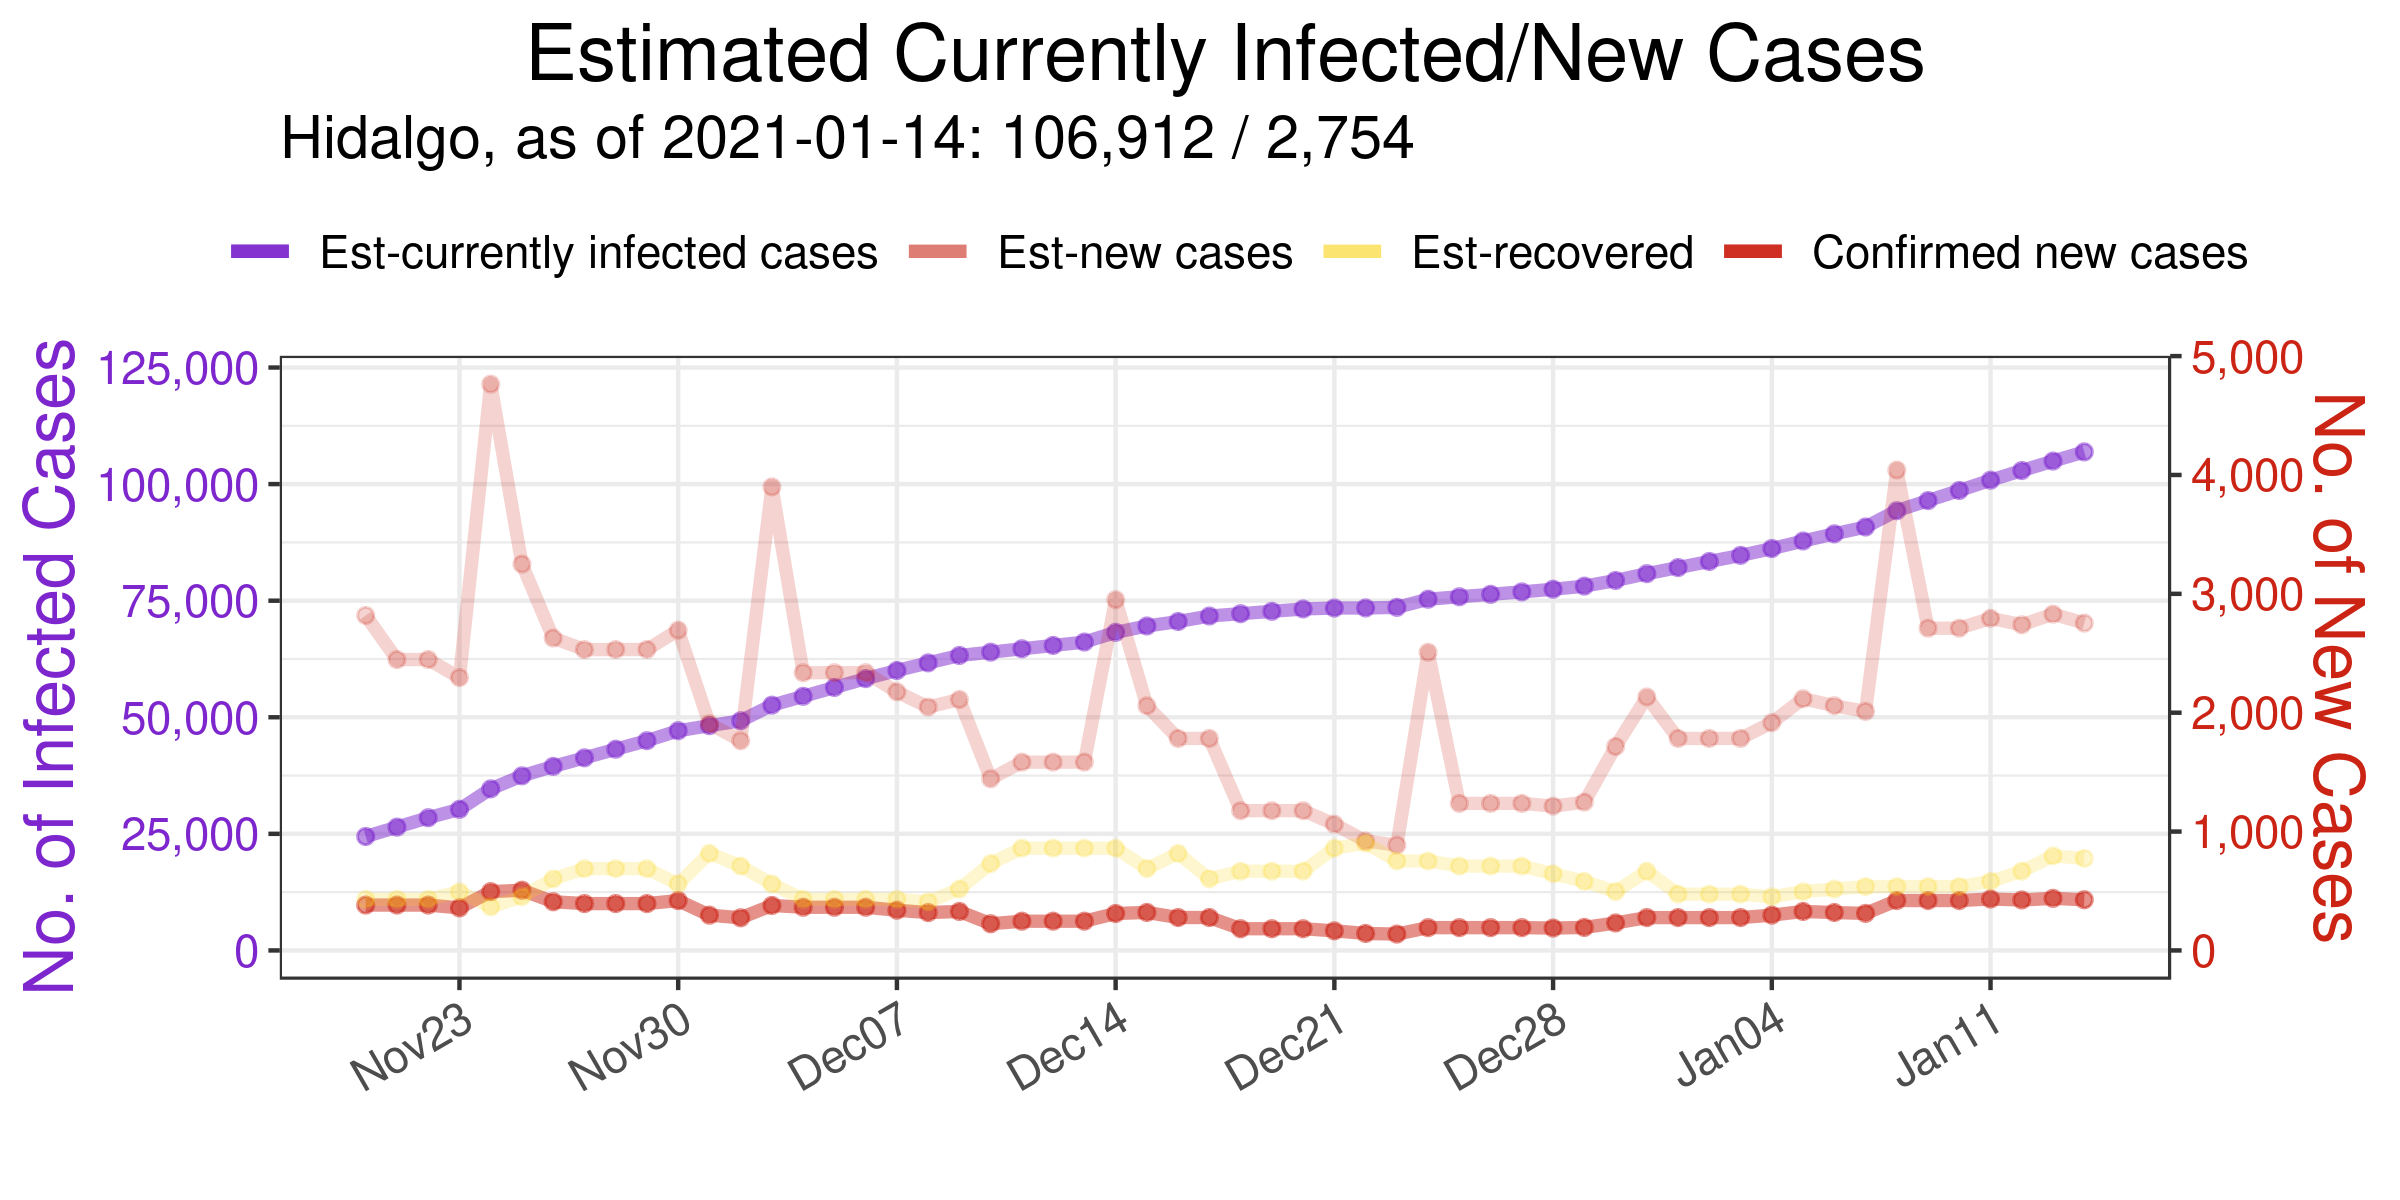 Estimated Currently Infected/New Cases
Hidalgo, as of 2021-01-14: 106,912 / 2,754
Est-currently infected cases Est-new cases Est-recovered Confirmed new cases
No. of Infected Cases
125,000
100,000
75,000
50,000
25,000
0
5,000
4,000
3,000
2,000
1,000
0
No. of New Cases
Nov23 Nov30 Dec07 Dec14 Dec21 Dec28 Jan04 Jan11